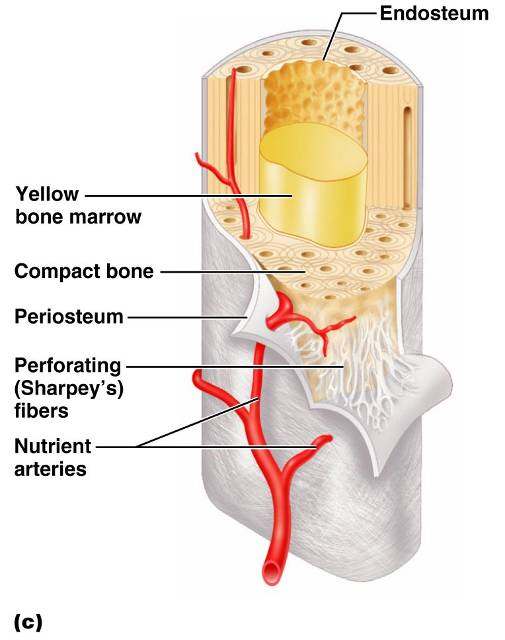 Endosteum
Yellow
bone marrow
Compact bone
Periosteum
Perforating
(Sharpey's)
fibers
Nutrient
arteries
(c)